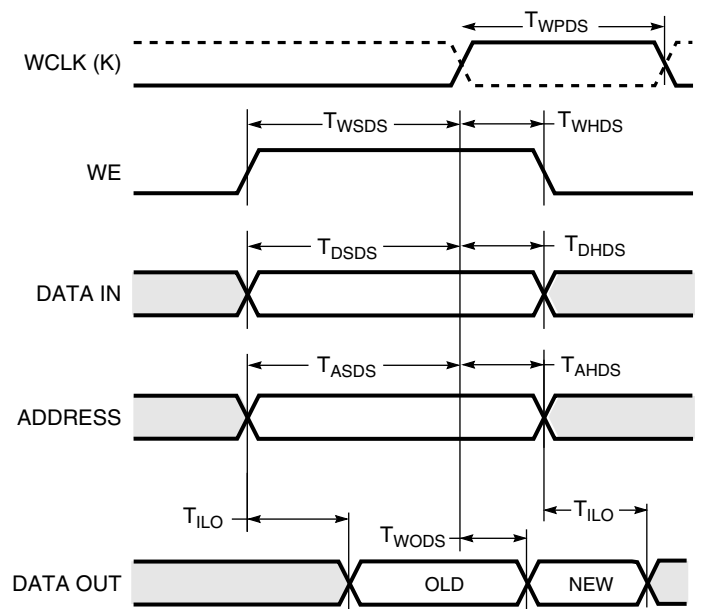 T_WPDS
WCLK (K)
T_WSDS T_WHDS
WE
T_DSDS T_DHDS
DATA IN
T_ASDS T_AHDS
ADDRESS
T_ILO T_ILO
T_WODS
DATA OUT OLD NEW